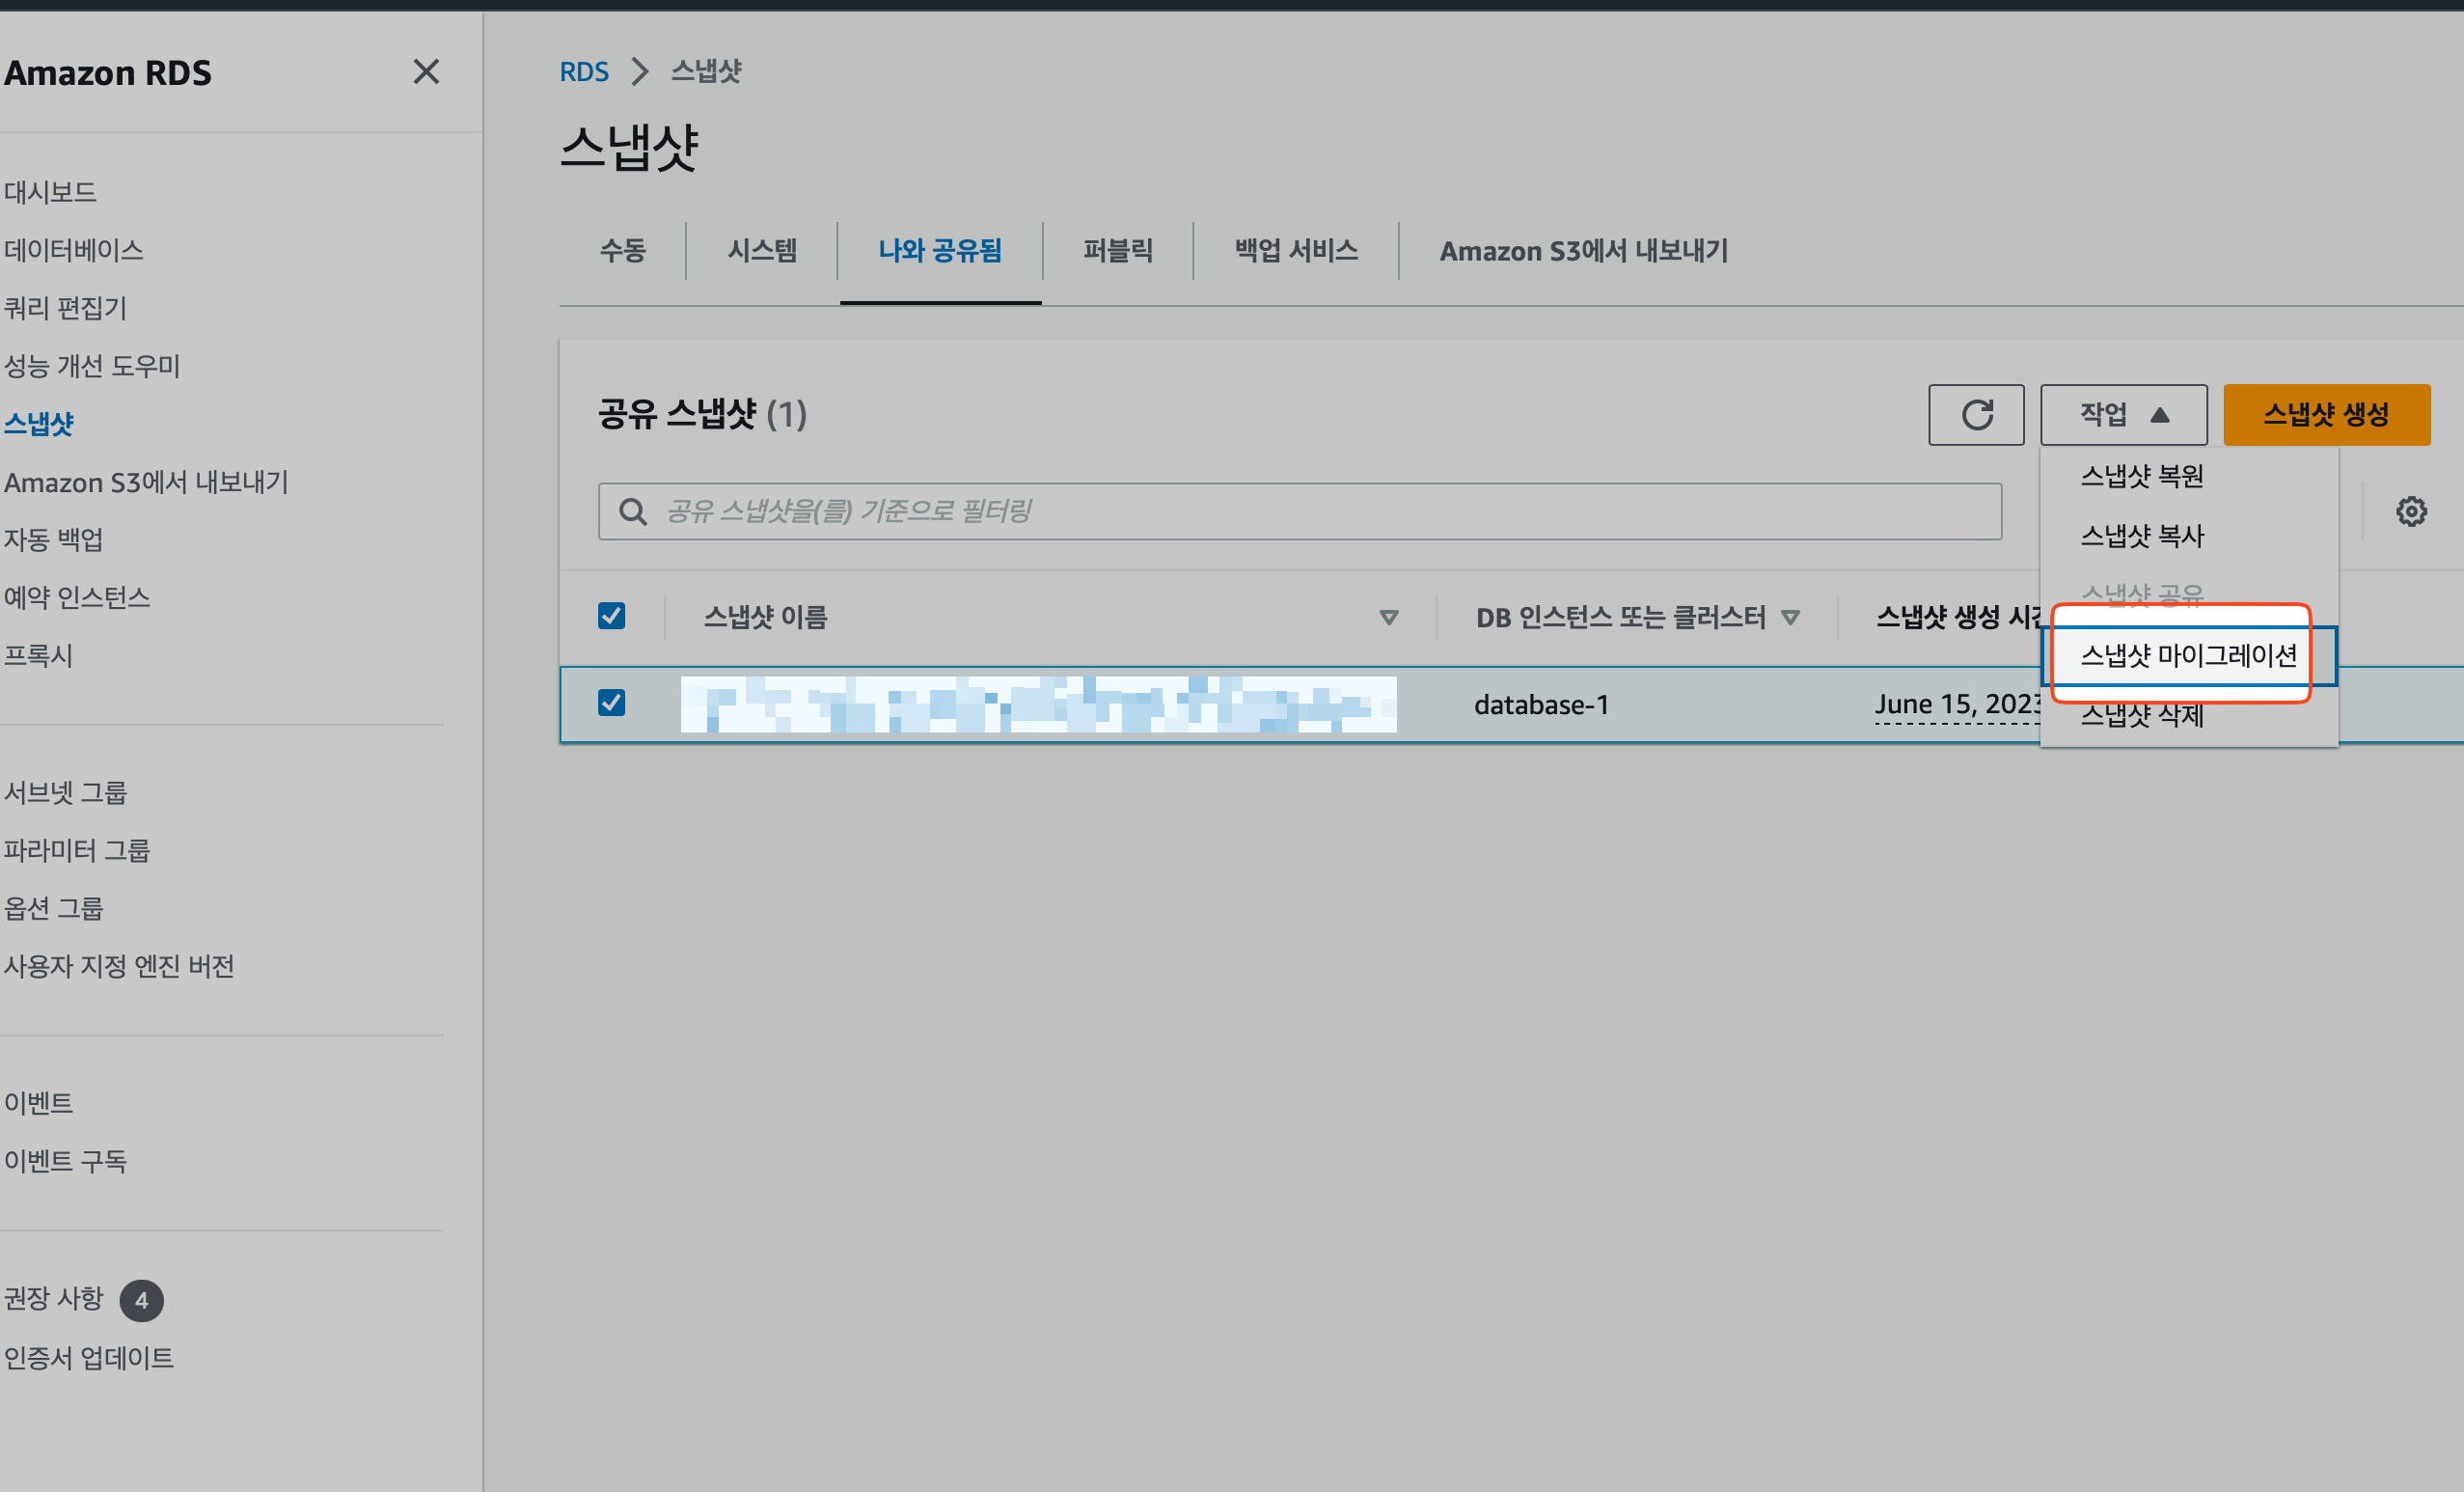 Amazon RDS
대시보드
데이터베이스
쿼리 편집기
성능 개선 도우미
스냅샷
Amazon S3에서 내보내기
자동 백업
예약 인스턴스
프록시
서브넷 그룹
파라미터 그룹
옵션 그룹
사용자 지정 엔진 버전
이벤트
이벤트 구독
권장 사항 4
인증서 업데이트
RDS > 스냅샷
스냅샷
수동 시스템 나와 공유됨 퍼블릭 백업 서비스 Amazon S3에서 내보내기
공유 스냅샷 (1)
작업 스냅샷 생성
공유 스냅샷을(를) 기준으로 필터링
스냅샷 복원
스냅샷 복사
스냅샷 공유
스냅샷 마이그레이션
스냅샷 삭제
스냅샷 이름 DB 인스턴스 또는 클러스터 스냅샷 생성 시간
database-1 June 15, 2023